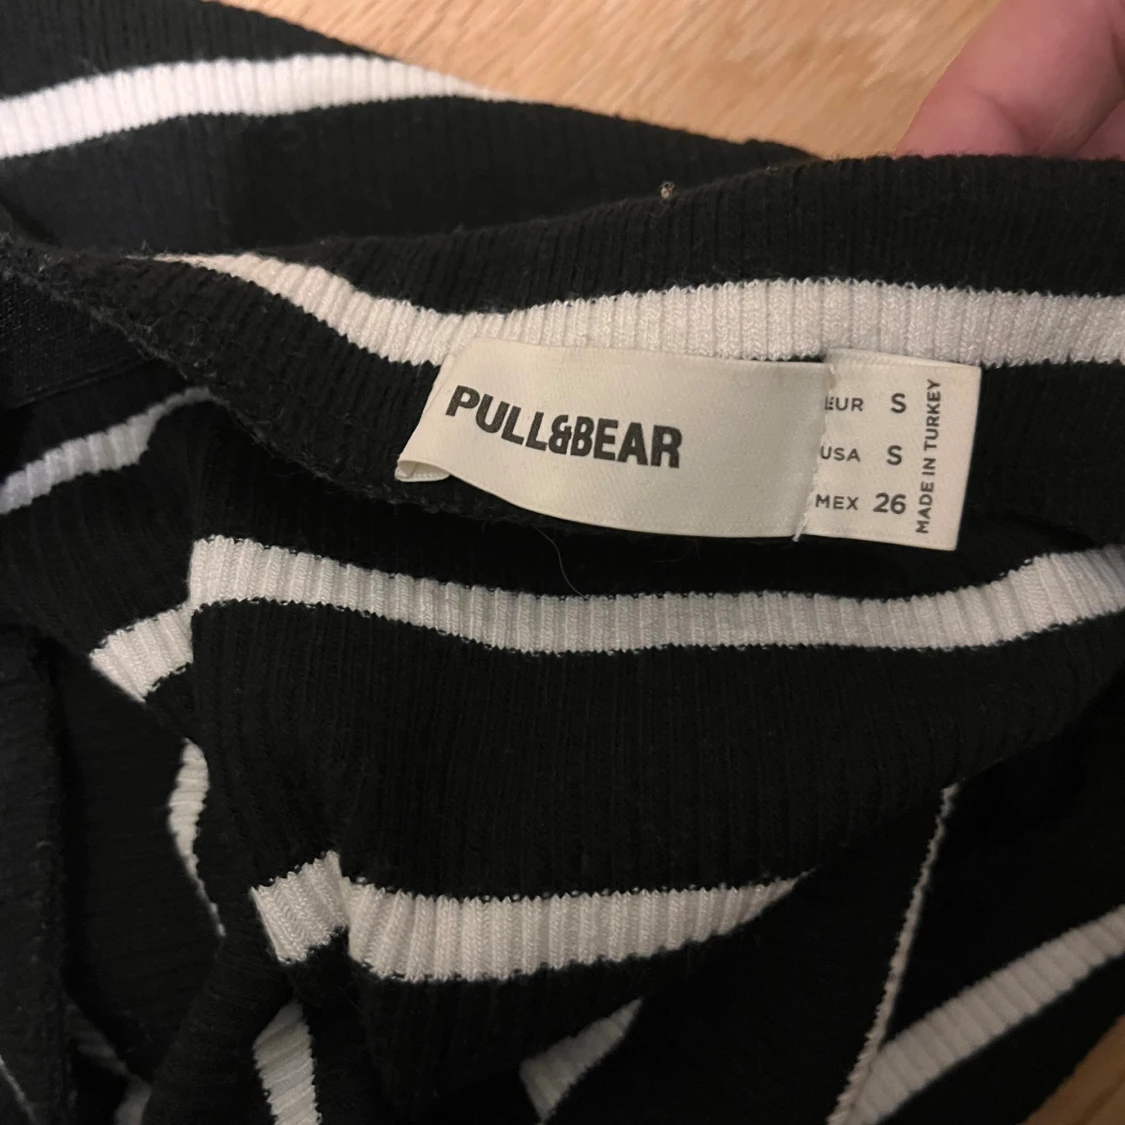 PULL&BEAR
EUR S
USA S
MEX 26
MADE IN TURKEY